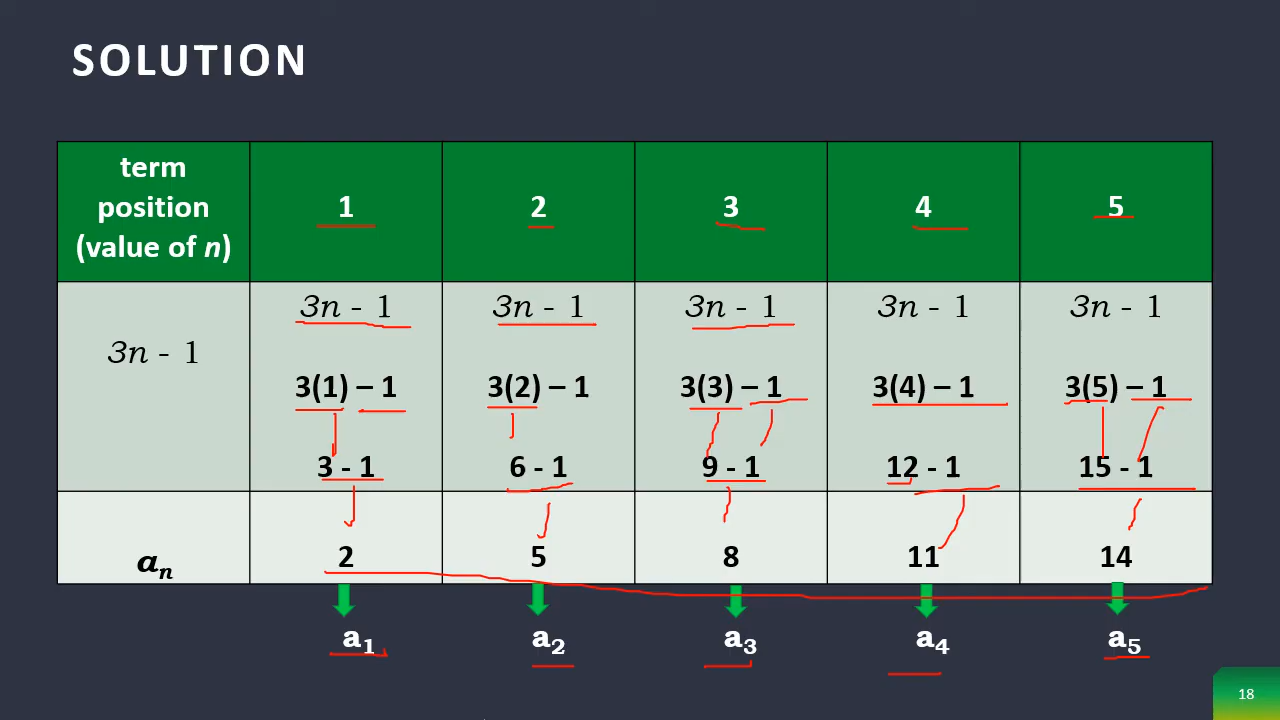 SOLUTION
term position (value of n) 1 2 3 4 5
3n - 1 3n - 1 3n - 1 3n - 1 3n - 1
3n - 1
3(1) – 1 3(2) – 1 3(3) – 1 3(4) – 1 3(5) – 1
3 - 1 6 - 1 9 - 1 12 - 1 15 - 1
aₙ 2 5 8 11 14
a₁ a₂ a₃ a₄ a₅
18